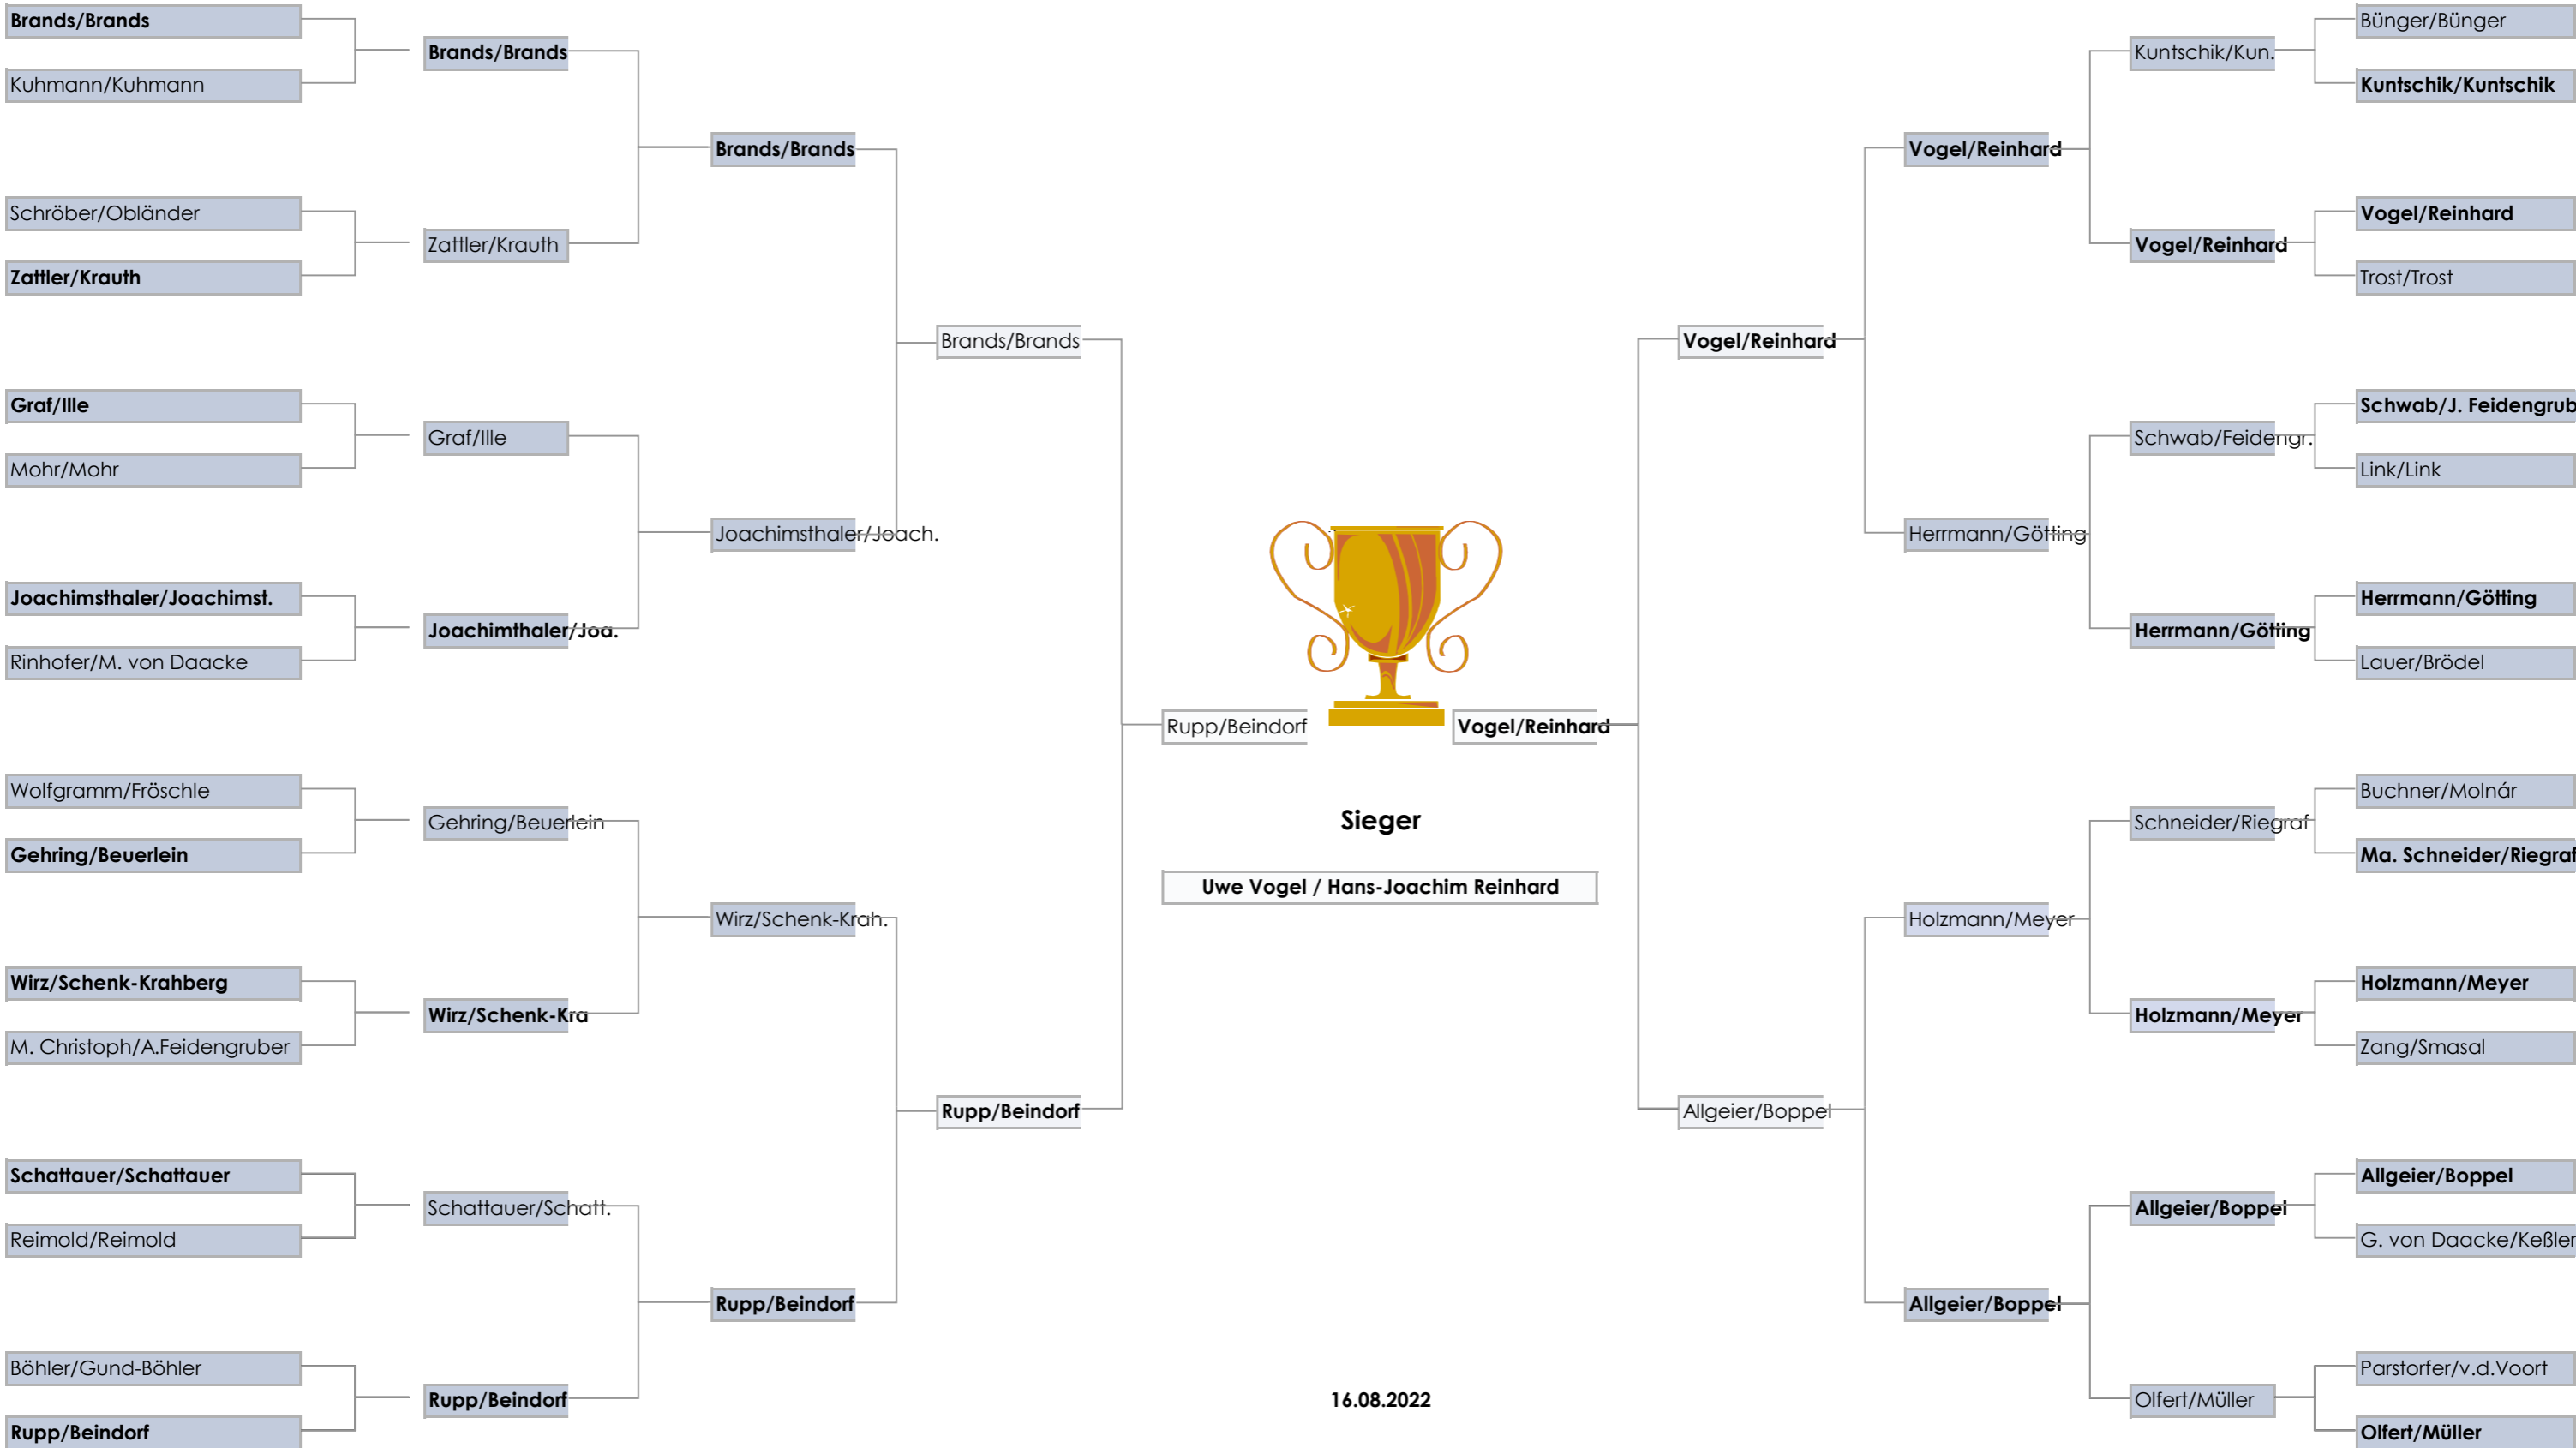 Brands/Brands
Kuhmann/Kuhmann
Schröber/Obländer
Zattler/Krauth
Graf/Ille
Mohr/Mohr
Joachimsthaler/Joachimst.
Rinhofer/M. von Daacke
Wolfgramm/Fröschle
Gehring/Beuerlein
Wirz/Schenk-Krahberg
M. Christoph/A.Feidengruber
Schattauer/Schattauer
Reimold/Reimold
Böhler/Gund-Böhler
Rupp/Beindorf
Brands/Brands
Zattler/Krauth
Graf/Ille
Joachimthaler/Joa.
Gehring/Beuerlein
Wirz/Schenk-Kra
Schattauer/Schatt.
Rupp/Beindorf
Brands/Brands
Joachimsthaler/Joach.
Wirz/Schenk-Krah.
Rupp/Beindorf
Brands/Brands
Rupp/Beindorf
Rupp/Beindorf
Vogel/Reinhard
Sieger
Uwe Vogel / Hans-Joachim Reinhard
16.08.2022
Vogel/Reinhard
Allgeier/Boppel
Vogel/Reinhard
Herrmann/Götting
Holzmann/Meyer
Allgeier/Boppel
Kuntschik/Kun.
Vogel/Reinhard
Schwab/Feidengr.
Herrmann/Götting
Schneider/Riegraf
Holzmann/Meyer
Allgeier/Boppel
Olfert/Müller
Bünger/Bünger
Kuntschik/Kuntschik
Vogel/Reinhard
Trost/Trost
Schwab/J. Feidengrub
Link/Link
Herrmann/Götting
Lauer/Brödel
Buchner/Molnár
Ma. Schneider/Riegraf
Holzmann/Meyer
Zang/Smasal
Allgeier/Boppel
G. von Daacke/Keßler
Parstorfer/v.d.Voort
Olfert/Müller